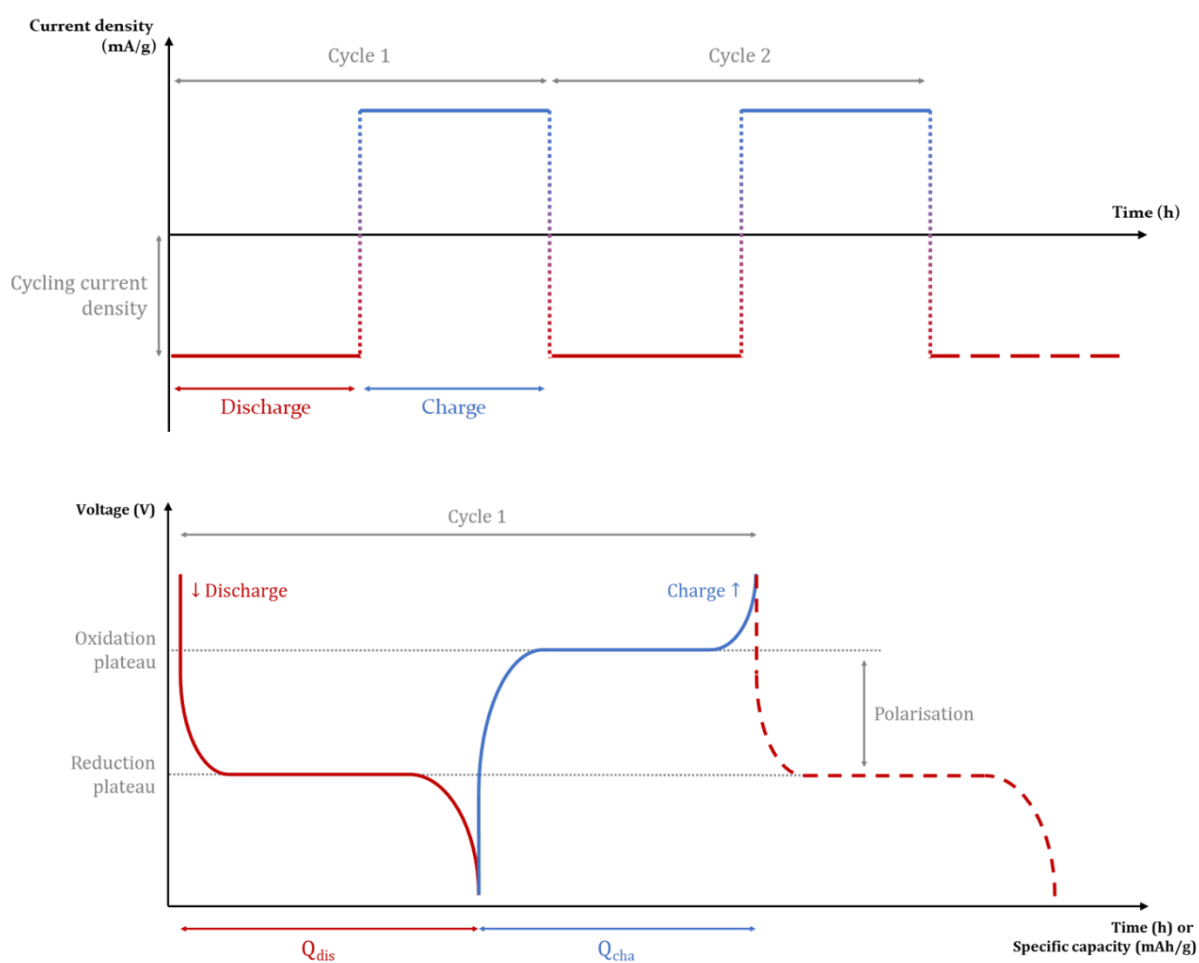 Current density
(mA/g)
Cycle 1
Cycle 2
Time (h)
Cycling current
density
Discharge
Charge
Voltage (V)
Cycle 1
↓ Discharge
Charge ↑
Oxidation
plateau
Polarisation
Reduction
plateau
Qdis
Qcha
Time (h) or
Specific capacity (mAh/g)